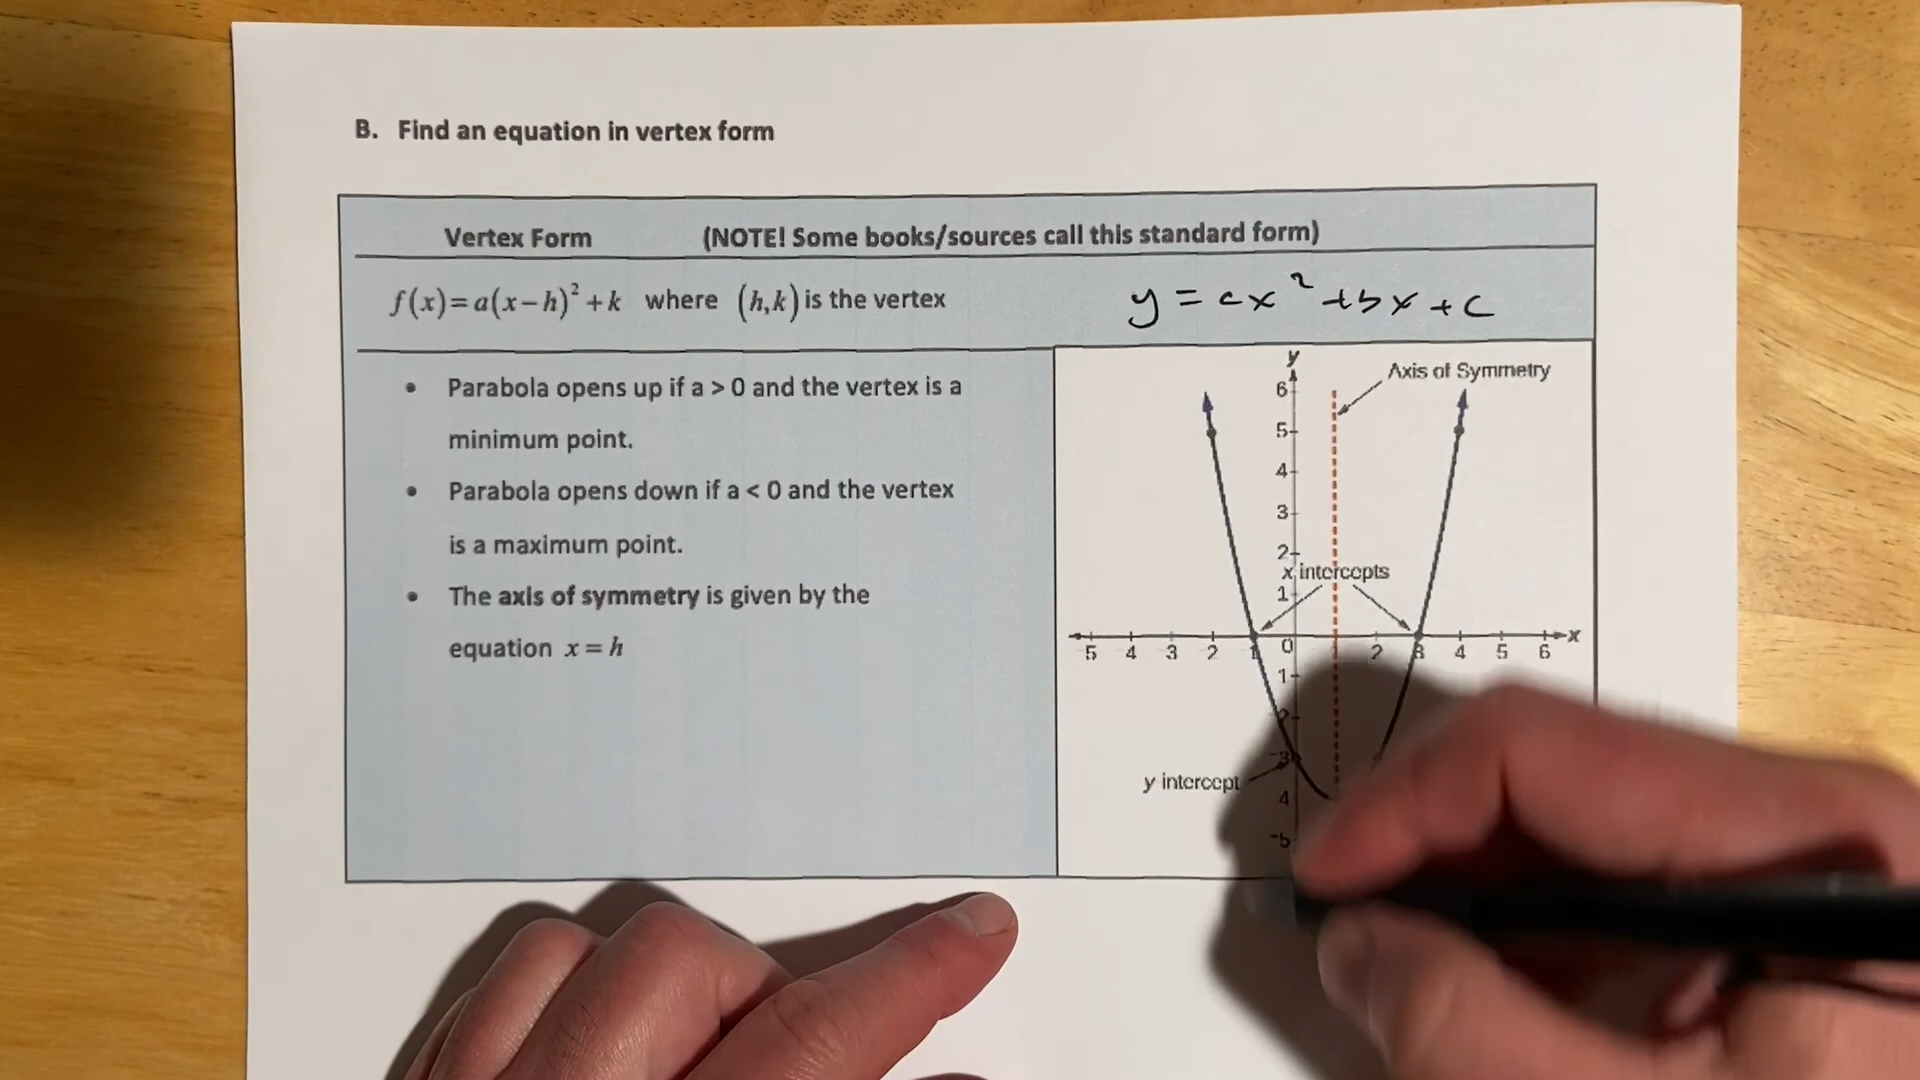 B. Find an equation in vertex form
Vertex Form (NOTE! Some books/sources call this standard form)
f(x)=a(x−h)²+k where (h,k) is the vertex
y = ax² + bx + c
• Parabola opens up if a > 0 and the vertex is a
minimum point.
• Parabola opens down if a < 0 and the vertex
is a maximum point.
• The axis of symmetry is given by the
equation x = h
y
Axis of Symmetry
6
5
4
3
2
x intercepts
1
x
5 4 3 2 1 0 2 3 4 5 6
1
2
-3
y intercept
4